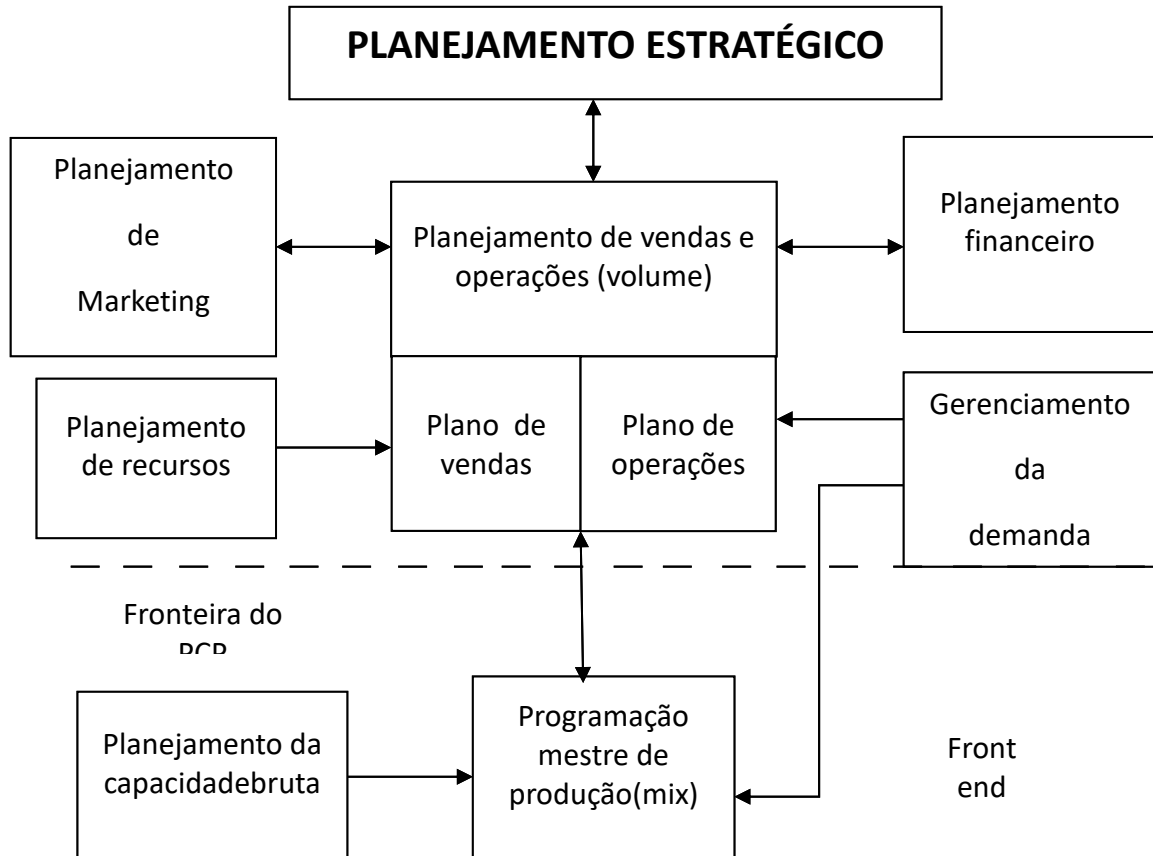 PLANEJAMENTO ESTRATÉGICO
Planejamento
de
Marketing
Planejamento de vendas e
operações (volume)
Planejamento
financeiro
Planejamento
de recursos
Plano de
vendas
Plano de
operações
Gerenciamento
da
demanda
Fronteira do
PCP
Planejamento da
capacidadebruta
Programação
mestre de
produção(mix)
Front
end